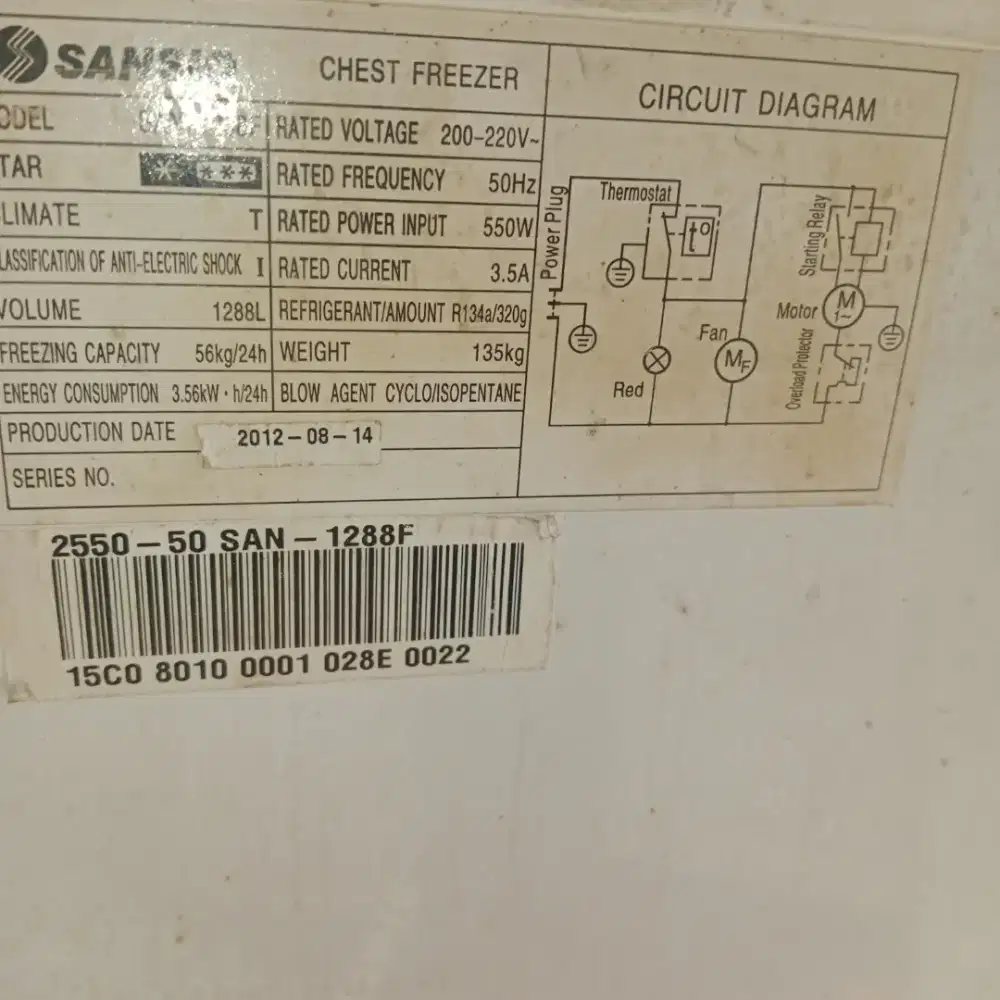 CHEST FREEZER
CIRCUIT DIAGRAM
ODEL
RATED VOLTAGE 200-220V~
TAR * ***
RATED FREQUENCY 50Hz
LIMATE T
RATED POWER INPUT 550W
LASSIFICATION OF ANTI-ELECTRIC SHOCK I
RATED CURRENT 3.5A
VOLUME 1288L
REFRIGERANT/AMOUNT R134a/320g
FREEZING CAPACITY 56kg/24h
WEIGHT 135kg
ENERGY CONSUMPTION 3.56kW·h/24h
BLOW AGENT CYCLO/ISOPENTANE
PRODUCTION DATE 2012-08-14
SERIES NO.
Power Plug
Thermostat
t°
Red
Fan
MF
Starting Relay
Motor
M
1~
Overload Protector
2550-50 SAN-1288F
15C0 8010 0001 028E 0022